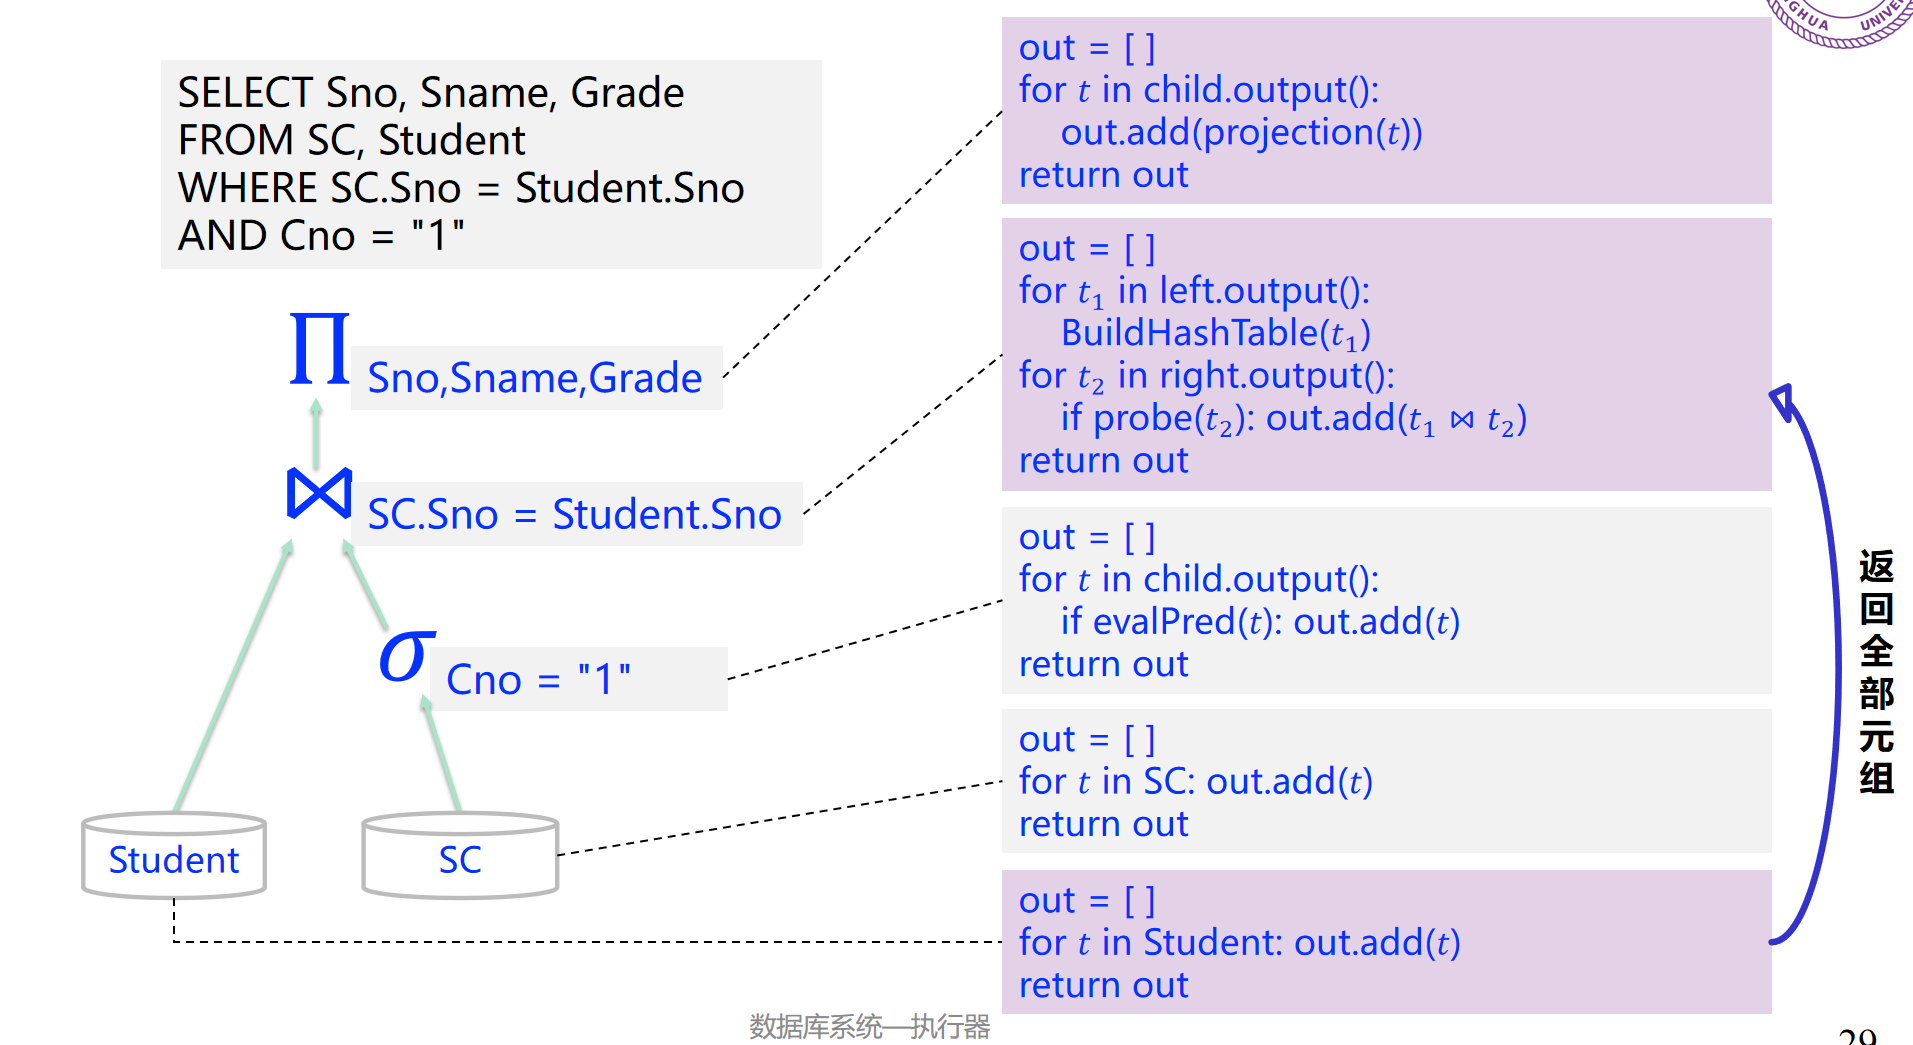 SELECT Sno, Sname, Grade
FROM SC, Student
WHERE SC.Sno = Student.Sno
AND Cno = "1"
∏
Sno,Sname,Grade
⋈
SC.Sno = Student.Sno
σ
Cno = "1"
Student
SC
out = [ ]
for t in child.output():
out.add(projection(t))
return out
out = [ ]
for t₁ in left.output():
BuildHashTable(t₁)
for t₂ in right.output():
if probe(t₂): out.add(t₁ ⋈ t₂)
return out
out = [ ]
for t in child.output():
if evalPred(t): out.add(t)
return out
out = [ ]
for t in SC: out.add(t)
return out
out = [ ]
for t in Student: out.add(t)
return out
返回全部元组
数据库系统—执行器
29